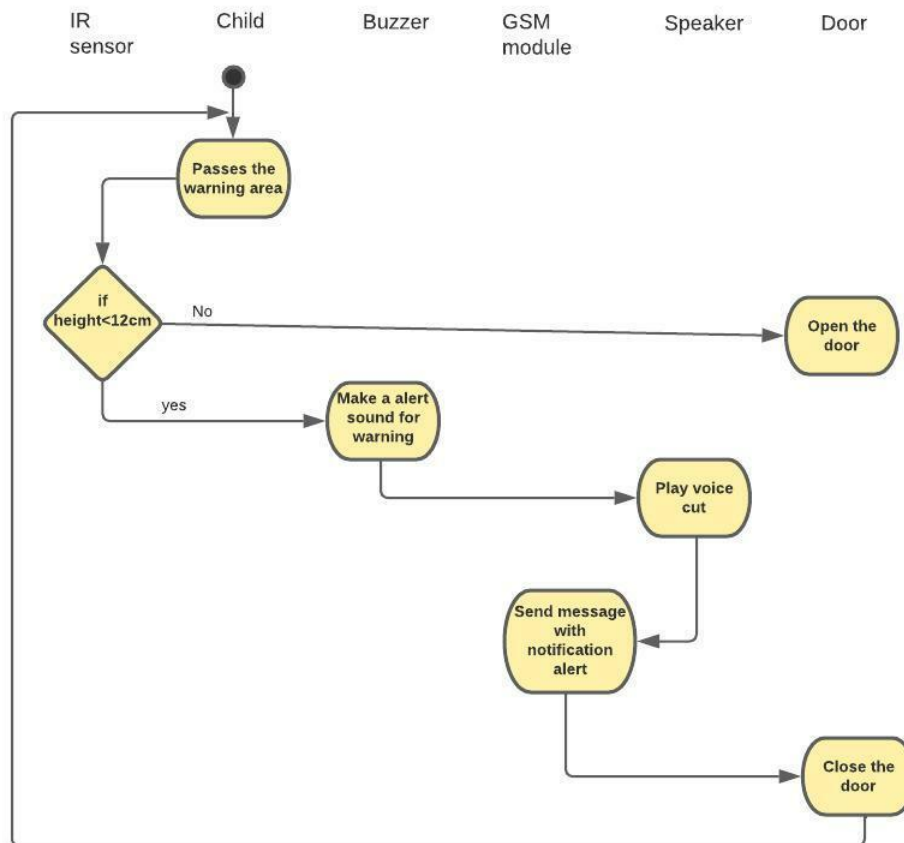 IR
sensor
Child
Buzzer
GSM
module
Speaker
Door
Passes the
warning area
if
height<12cm
No
Open the
door
yes
Make a alert
sound for
warning
Play voice
cut
Send message
with
notification
alert
Close the
door